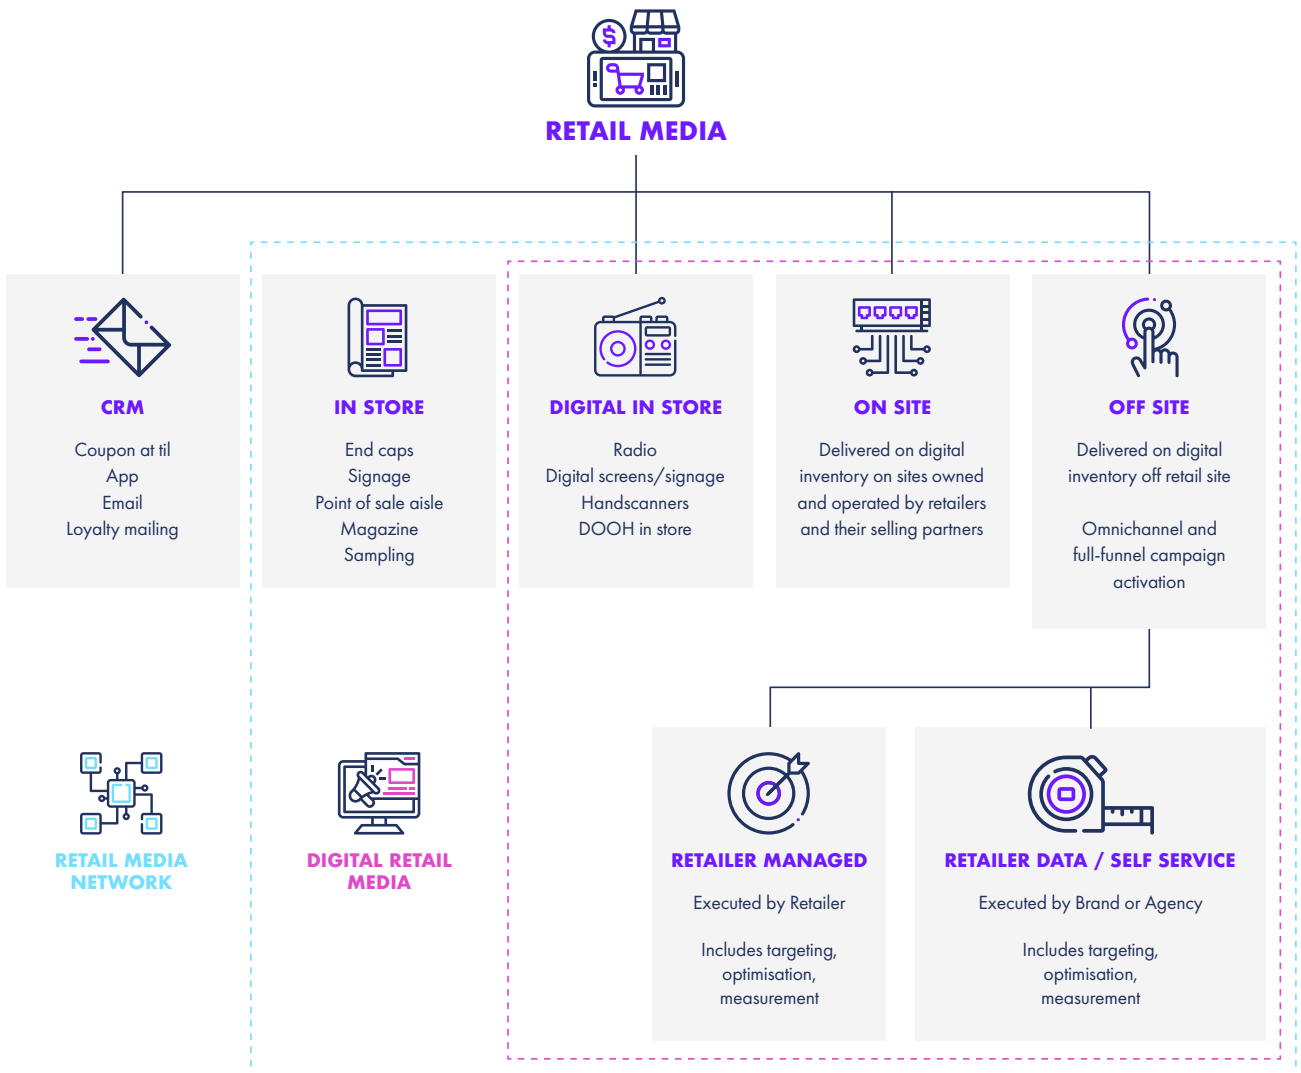 RETAIL MEDIA
CRM
Coupon at til
App
Email
Loyalty mailing
IN STORE
End caps
Signage
Point of sale aisle
Magazine
Sampling
DIGITAL IN STORE
Radio
Digital screens/signage
Handscanners
DOOH in store
ON SITE
Delivered on digital
inventory on sites owned
and operated by retailers
and their selling partners
OFF SITE
Delivered on digital
inventory off retail site
Omnichannel and
full-funnel campaign
activation
RETAIL MEDIA
NETWORK
DIGITAL RETAIL
MEDIA
RETAILER MANAGED
Executed by Retailer
Includes targeting,
optimisation,
measurement
RETAILER DATA / SELF SERVICE
Executed by Brand or Agency
Includes targeting,
optimisation,
measurement